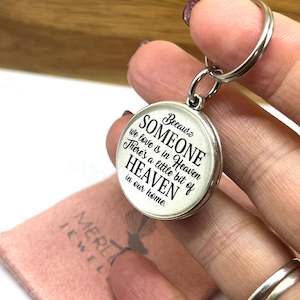 Because
SOMEONE
we love is in Heaven
There's a little bit of
HEAVEN
in our home.